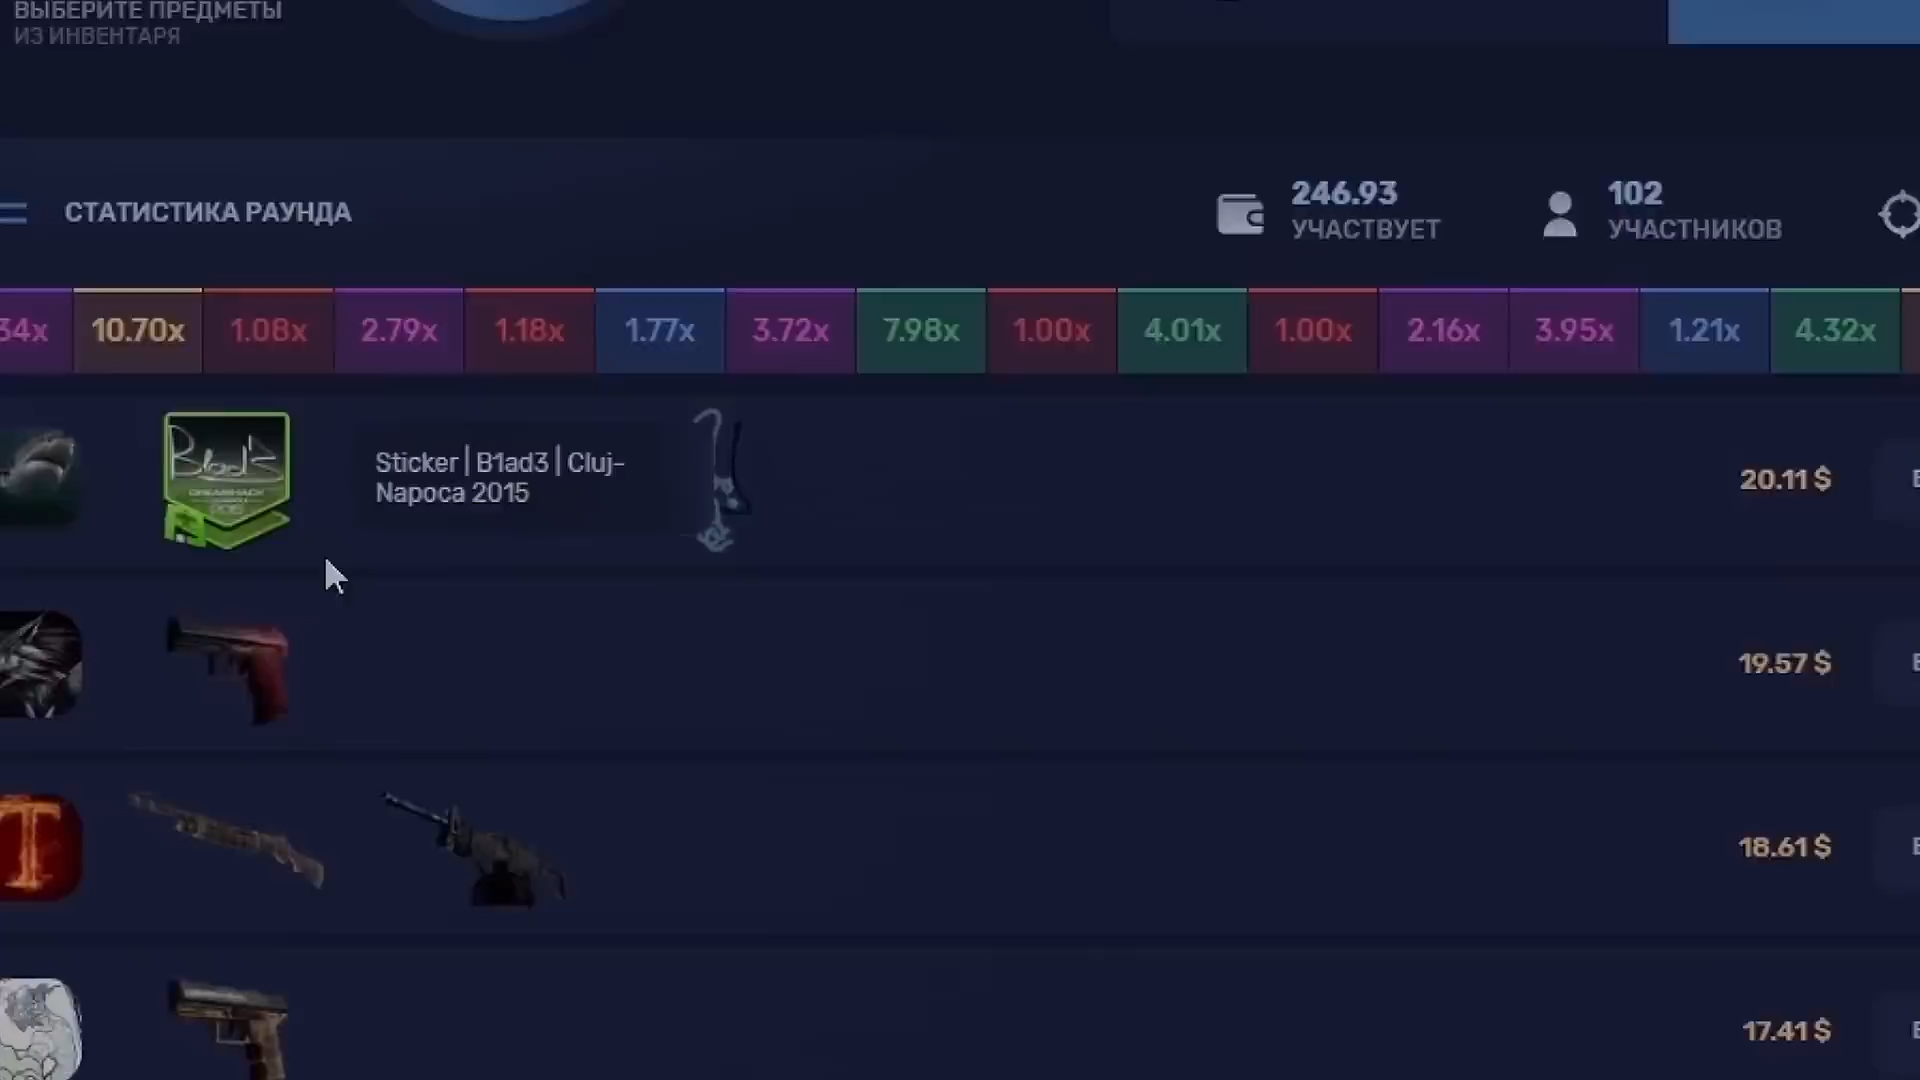 ВЫБЕРИТЕ ПРЕДМЕТЫ
ИЗ ИНВЕНТАРЯ
СТАТИСТИКА РАУНДА
246.93
УЧАСТВУЕТ
102
УЧАСТНИКОВ
34x 10.70x 1.08x 2.79x 1.18x 1.77x 3.72x 7.98x 1.00x 4.01x 1.00x 2.16x 3.95x 1.21x 4.32x
Sticker | B1ad3 | Cluj-
Napoca 2015
20.11 $
19.57 $
T
18.61 $
17.41 $